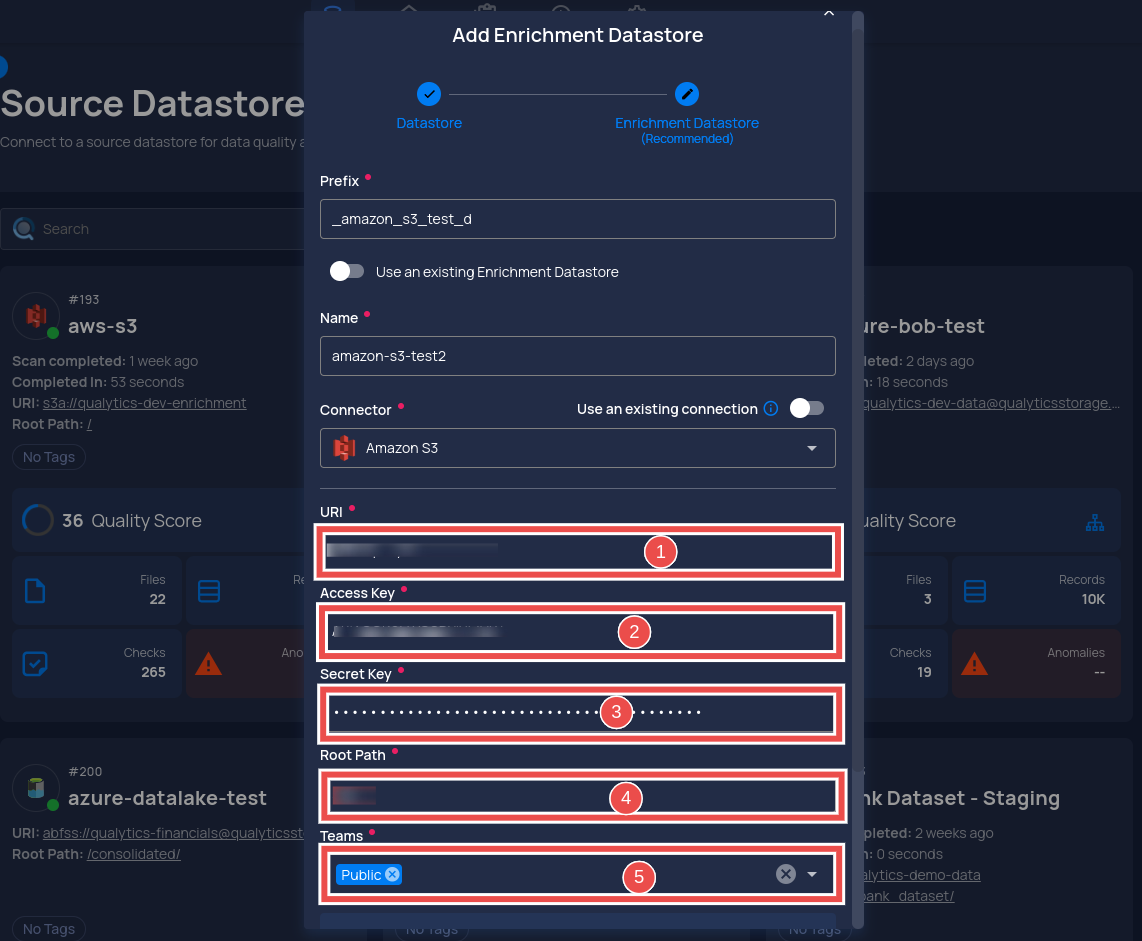 Add Enrichment Datastore
Datastore
Enrichment Datastore
(Recommended)
Source Datastore
Connect to a source datastore for data quality
Prefix
_amazon_s3_test_d
Search
Use an existing Enrichment Datastore
Name
amazon-s3-test2
Connector
Use an existing connection
Amazon S3
URI
1
Access Key
2
Secret Key
3
Root Path
4
Teams
Public
5
#193
aws-s3
Scan completed: 1 week ago
Completed In: 53 seconds
URI: s3a://qualytics-dev-enrichment
Root Path: /
No Tags
36 Quality Score
Files
22
Checks
265
#200
azure-datalake-test
URI: abfss://qualytics-financials@qualyticsst
Root Path: /consolidated/
No Tags
No Tags
ure-bob-test
leted: 2 days ago
: 18 seconds
qualytics-dev-data@qualyticsstorage....
ality Score
Files
3
Records
10K
Checks
19
Anomalies
--
nk Dataset - Staging
pleted: 2 weeks ago
: 0 seconds
alytics-demo-data
ank_dataset/
No Tags